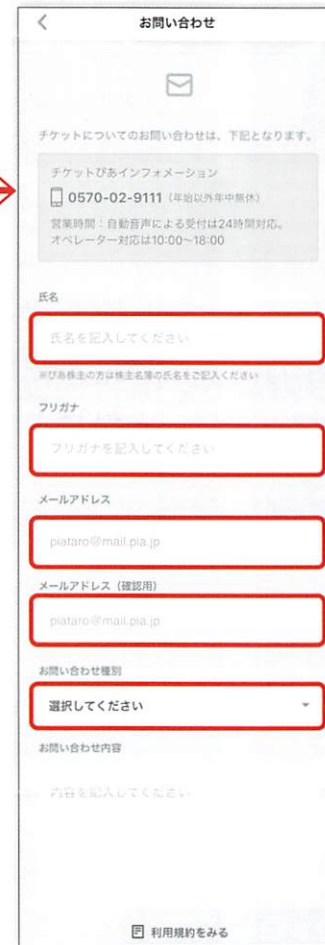 お問い合わせ
チケットについてのお問い合わせは、下記となります。
チケットぴあインフォメーション
0570-02-9111（年始以外年中無休）
営業時間：自動音声による受付は24時間対応。
オペレーター対応は10:00~18:00
氏名
氏名を記入してください
※ぴあ株主の方は株主名簿の氏名をご記入ください
フリガナ
フリガナを記入してください
メールアドレス
piataro@mail.pia.jp
メールアドレス（確認用）
piataro@mail.pia.jp
お問い合わせ種別
選択してください
お問い合わせ内容
内容を記入してください
利用規約をみる